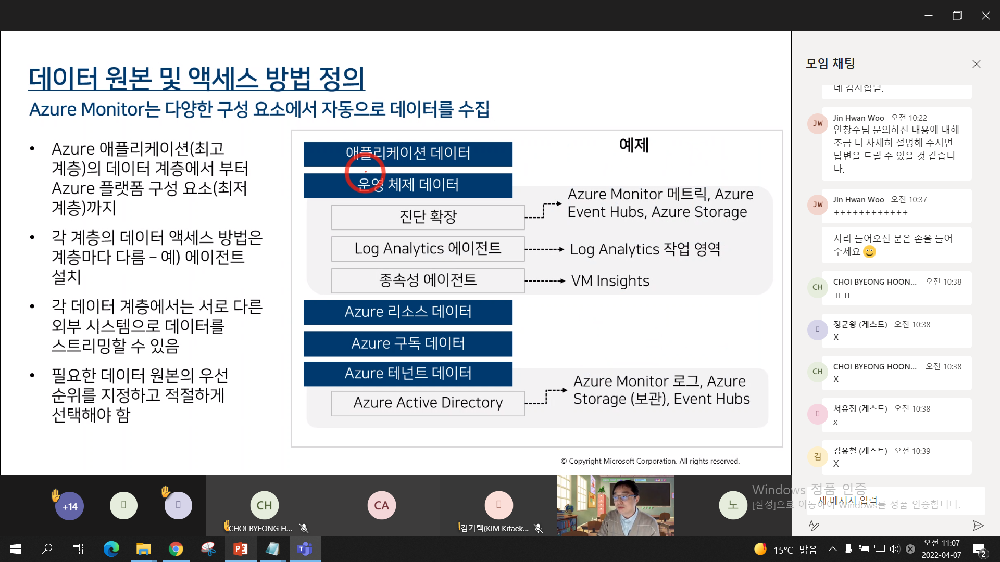 데이터 원본 및 액세스 방법 정의
Azure Monitor는 다양한 구성 요소에서 자동으로 데이터를 수집
• Azure 애플리케이션(최고
계층)의 데이터 계층에서 부터
Azure 플랫폼 구성 요소(최저
계층)까지
• 각 계층의 데이터 액세스 방법은
계층마다 다름 – 예) 에이전트
설치
• 각 데이터 계층에서는 서로 다른
외부 시스템으로 데이터를
스트리밍할 수 있음
• 필요한 데이터 원본의 우선
순위를 지정하고 적절하게
선택해야 함
예제
애플리케이션 데이터
운영 체제 데이터
진단 확장
Azure Monitor 메트릭, Azure
Event Hubs, Azure Storage
Log Analytics 에이전트
Log Analytics 작업 영역
종속성 에이전트
VM Insights
Azure 리소스 데이터
Azure 구독 데이터
Azure 테넌트 데이터
Azure Active Directory
Azure Monitor 로그, Azure
Storage (보관), Event Hubs
© Copyright Microsoft Corporation. All rights reserved.
모임 채팅
네 감사합닏.
JW
Jin Hwan Woo 오전 10:22
안창주님 문의하신 내용에 대해
조금 더 자세히 설명해 주시면
답변을 드릴 수 있을 것 같습니
다.
JW
Jin Hwan Woo 오전 10:37
++++++++++++
자리 들어오신 분은 손을 들어
주세요
CH
CHOI BYEONG HOON... 오전 10:38
ㅠㅠ
정군왕 (게스트) 오전 10:38
X
CH
CHOI BYEONG HOON... 오전 10:38
X
서유정 (게스트) 오전 10:38
x
김
김유철 (게스트) 오전 10:39
X
새 메시지 입력
Windows 정품 인증
[설정]으로 이동하여 Windows를 정품 인증합니다.
+14
CH
CHOI BYEONG H...
CA
김기택(KIM Kitaek...
노
15°C 맑음
오전 11:07
2022-04-07
2